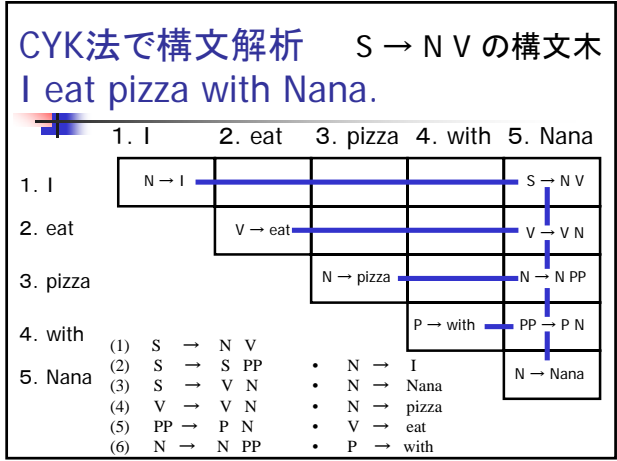 CYK法で構文解析　S → N V の構文木
I eat pizza with Nana.
1. I 2. eat 3. pizza 4. with 5. Nana
1. I N → I S → N V
2. eat V → eat V → V N
3. pizza N → pizza N → N PP
4. with P → with PP → P N
5. Nana N → Nana
(1) S → N V
(2) S → S PP • N → I
(3) S → V N • N → Nana
(4) V → V N • N → pizza
(5) PP → P N • V → eat
(6) N → N PP • P → with